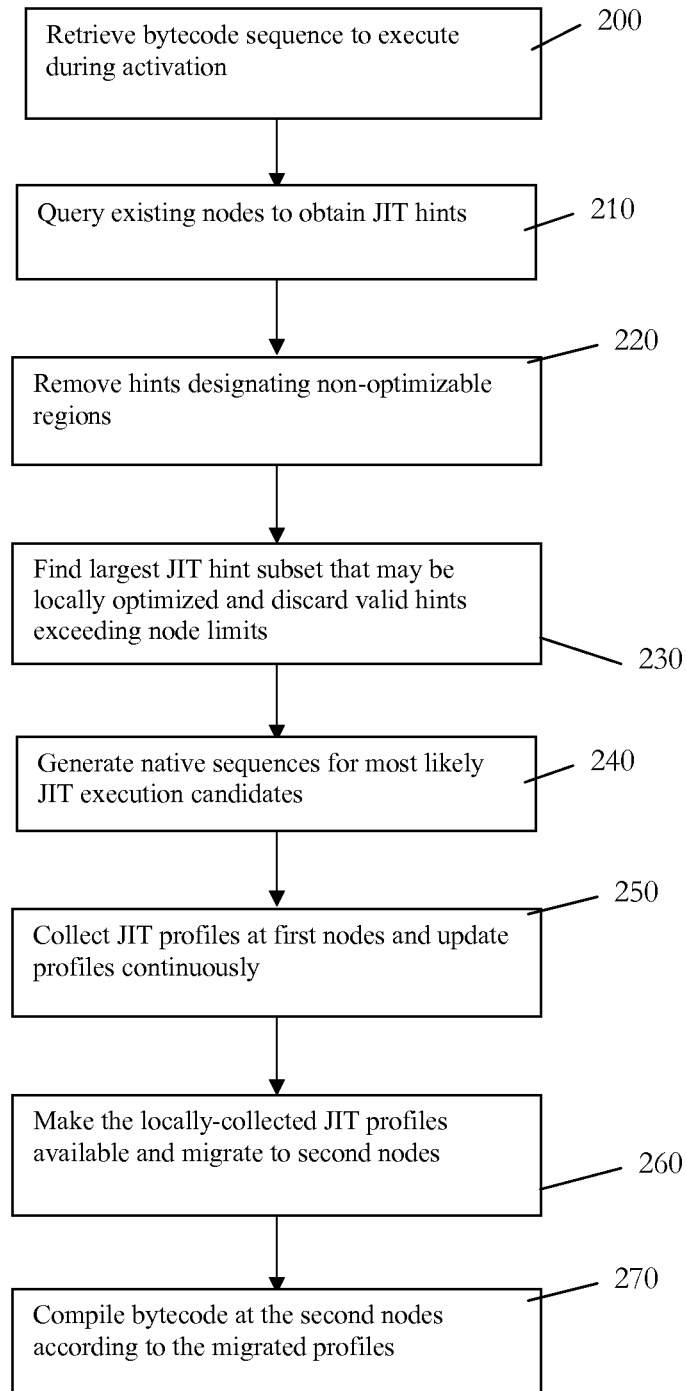 Retrieve bytecode sequence to execute
during activation
200
Query existing nodes to obtain JIT hints
210
220
Remove hints designating non-optimizable
regions
Find largest JIT hint subset that may be
locally optimized and discard valid hints
exceeding node limits
230
Generate native sequences for most likely
JIT execution candidates
240
250
Collect JIT profiles at first nodes and update
profiles continuously
Make the locally-collected JIT profiles
available and migrate to second nodes
260
270
Compile bytecode at the second nodes
according to the migrated profiles